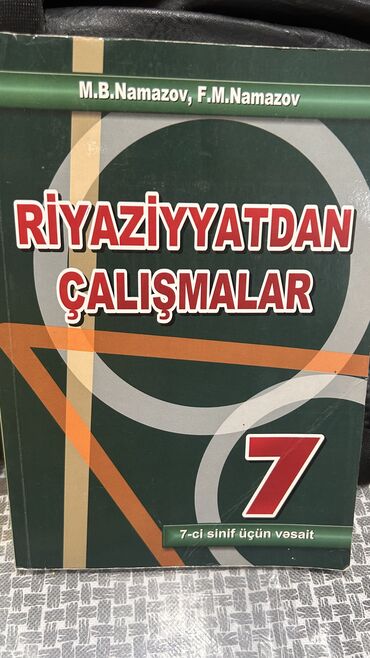 M.B.Namazov, F.M.Namazov
RİYAZİYYATDAN
ÇALIŞMALAR
7
7-ci sinif üçün vəsait